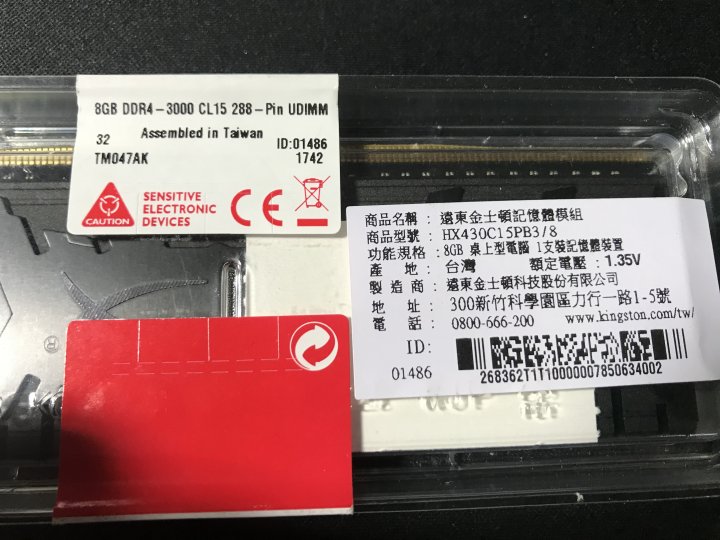 8GB DDR4-3000 CL15 288-Pin UDIMM
32 Assembled in Taiwan
ID:01486
TM047AK 1742
CAUTION
SENSITIVE
ELECTRONIC
DEVICES
CE
商品名稱：遠東金士頓記憶體模組
商品型號：HX430C15PB3/8
功能規格：8GB 桌上型電腦 1支裝記憶體裝置
產地：台灣 額定電壓：1.35V
製造商：遠東金士頓科技股份有限公司
地址：300新竹科學園區力行一路1-5號
電話：0800-666-200 www.kingston.com/tw/
ID:
01486
268362T1T10000007850634002
®